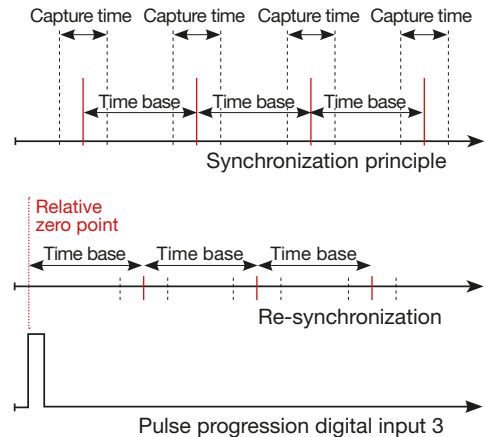 Capture time Capture time Capture time Capture time
Time base Time base Time base
Synchronization principle
Relative
zero point
Time base Time base Time base
Re-synchronization
Pulse progression digital input 3